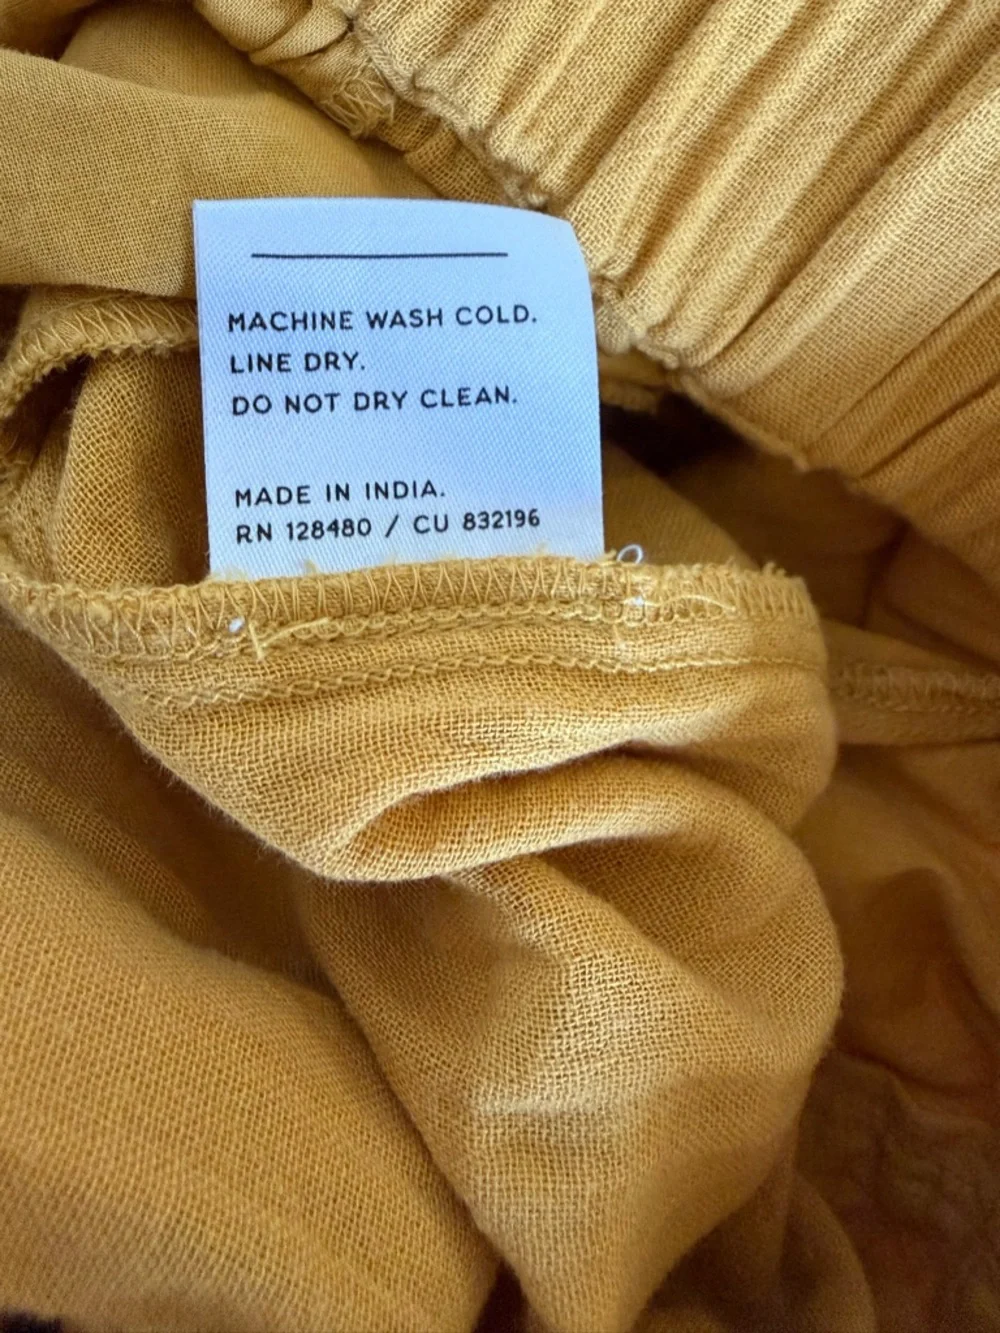 MACHINE WASH COLD.
LINE DRY.
DO NOT DRY CLEAN.
MADE IN INDIA.
RN 128480 / CU 832196